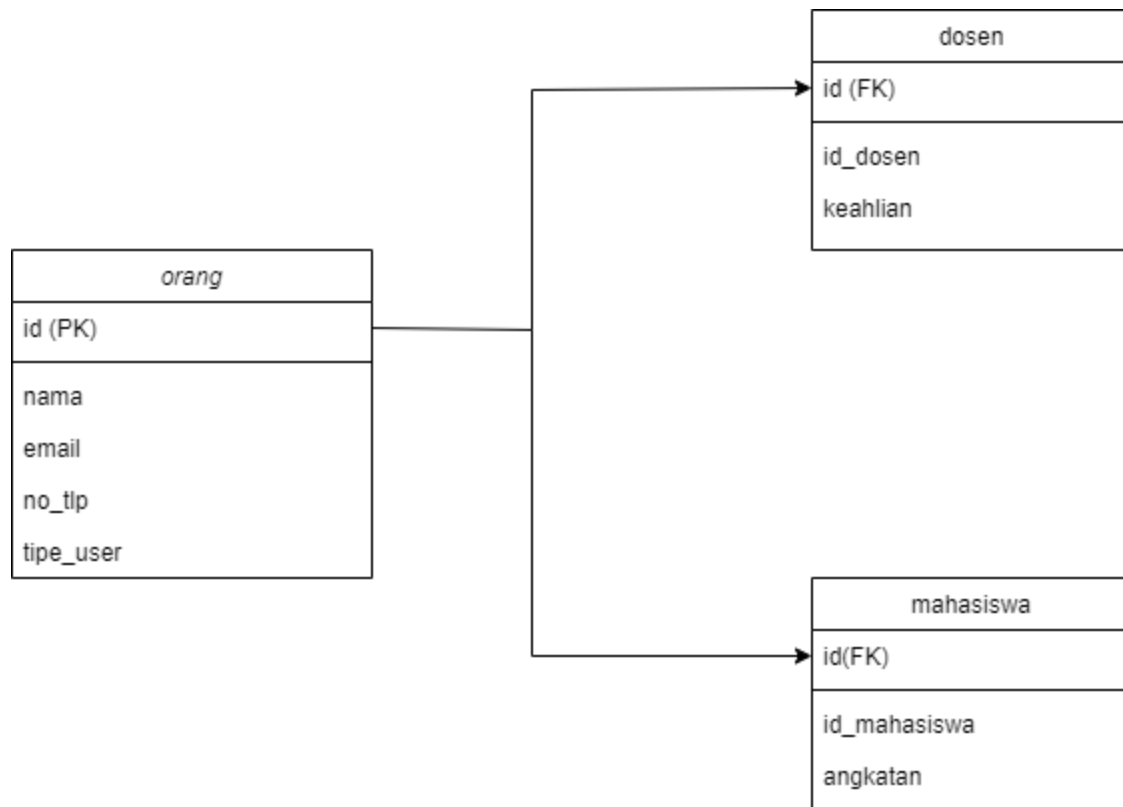 dosen
id (FK)
id_dosen
keahlian
orang
id (PK)
nama
email
no_tlp
tipe_user
mahasiswa
id(FK)
id_mahasiswa
angkatan